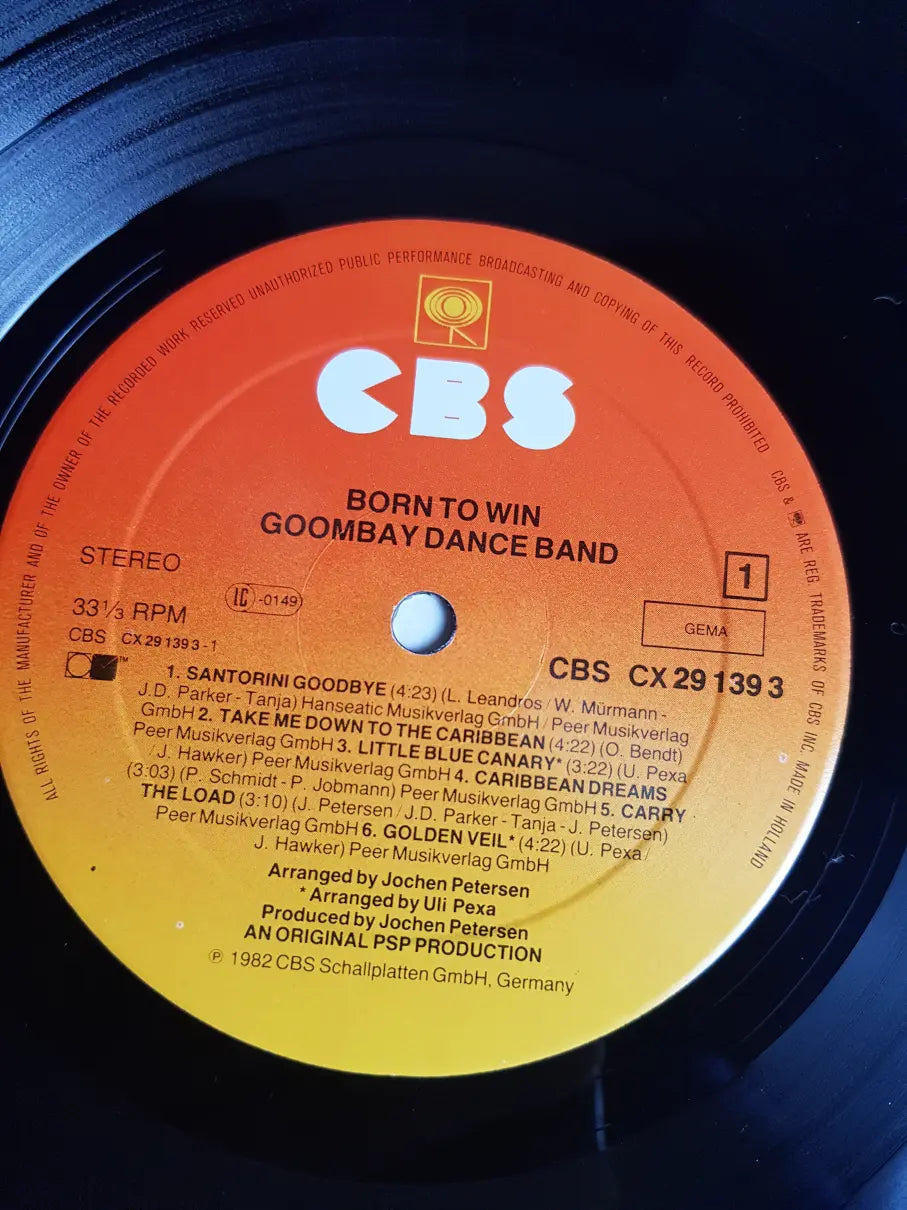 ALL RIGHTS OF THE MANUFACTURER AND OF THE OWNER OF THE RECORDED WORK RESERVED UNAUTHORIZED PUBLIC PERFORMANCE BROADCASTING AND COPYING OF THIS RECORD PROHIBITED CBS & ARE REG. TRADEMARKS OF CBS INC. MADE IN HOLLAND
CBS
BORN TO WIN
GOOMBAY DANCE BAND
STEREO
1
LC -0149
33⅓ RPM
GEMA
CBS CX 29 139 3-1
™
CBS CX 29 139 3
1. SANTORINI GOODBYE (4:23) (L. Leandros / W. Mürmann -
J.D. Parker - Tanja) Hanseatic Musikverlag GmbH / Peer Musikverlag
GmbH 2. TAKE ME DOWN TO THE CARIBBEAN (4:22) (O. Bendt)
Peer Musikverlag GmbH 3. LITTLE BLUE CANARY* (3:22) (U. Pexa
/ J. Hawker) Peer Musikverlag GmbH 4. CARIBBEAN DREAMS
(3:03) (P. Schmidt - P. Jobmann) Peer Musikverlag GmbH 5. CARRY
THE LOAD (3:10) (J. Petersen / J.D. Parker - Tanja - J. Petersen)
Peer Musikverlag GmbH 6. GOLDEN VEIL* (4:22) (U. Pexa /
J. Hawker) Peer Musikverlag GmbH
Arranged by Jochen Petersen
* Arranged by Uli Pexa
Produced by Jochen Petersen
AN ORIGINAL PSP PRODUCTION
℗ 1982 CBS Schallplatten GmbH, Germany